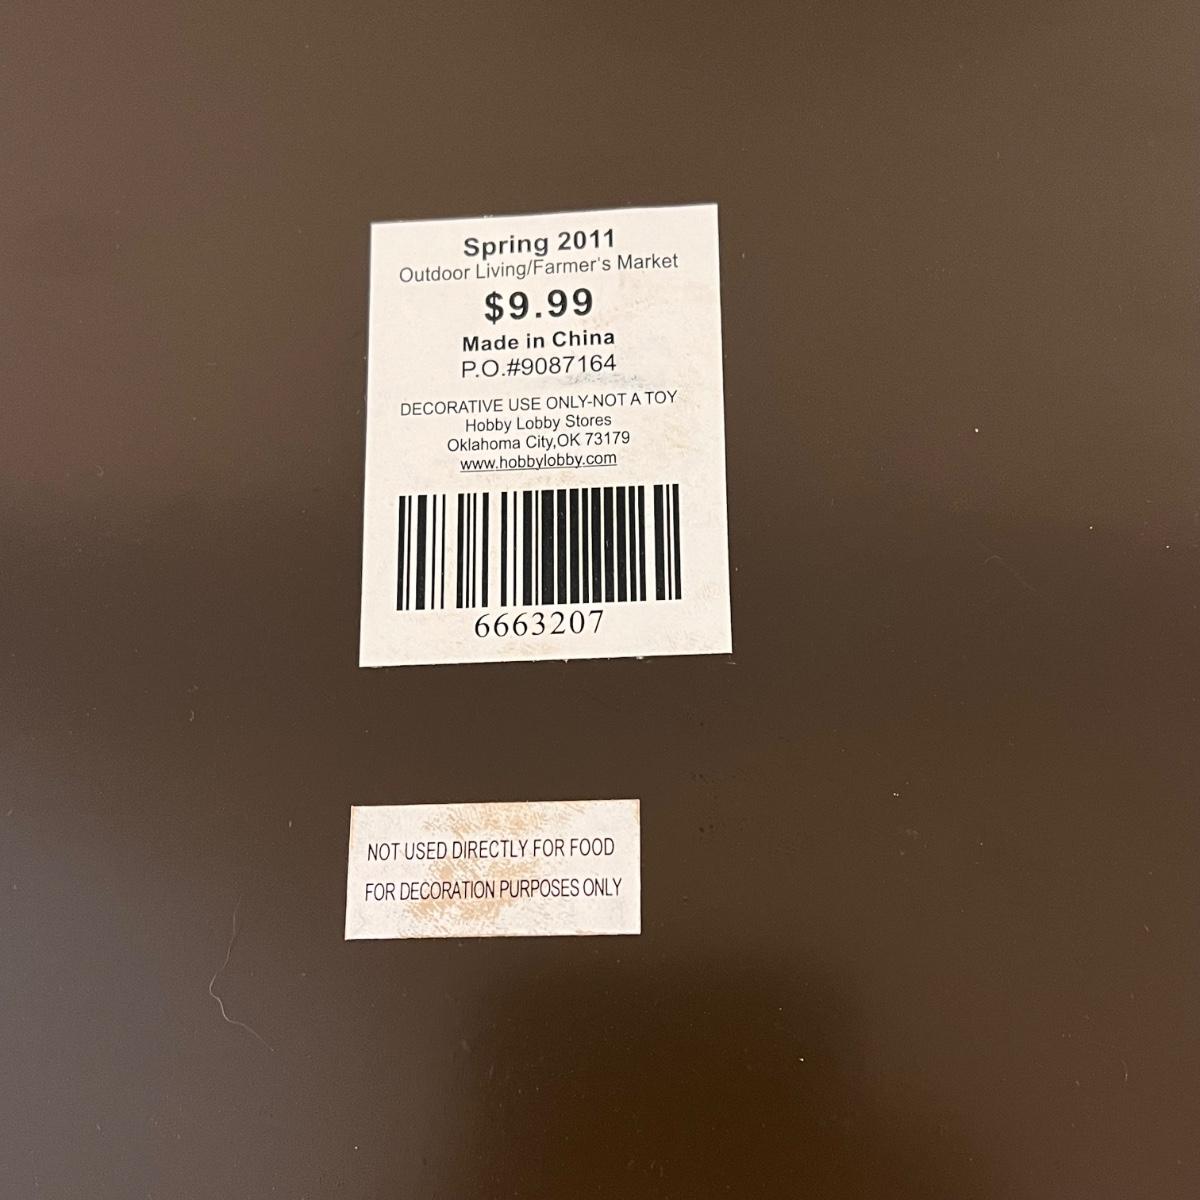 Spring 2011
Outdoor Living/Farmer's Market
$9.99
Made in China
P.O.#9087164
DECORATIVE USE ONLY-NOT A TOY
Hobby Lobby Stores
Oklahoma City,OK 73179
www.hobbylobby.com
6663207
NOT USED DIRECTLY FOR FOOD
FOR DECORATION PURPOSES ONLY